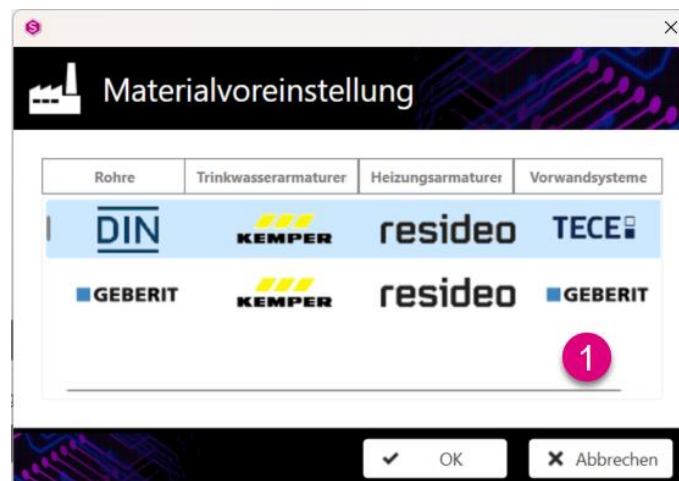 S
Materialvoreinstellung
Rohre Trinkwasserarmaturer Heizungsarmaturer Vorwandsysteme
DIN KEMPER resideo TECE
GEBERIT KEMPER resideo GEBERIT
1
OK Abbrechen